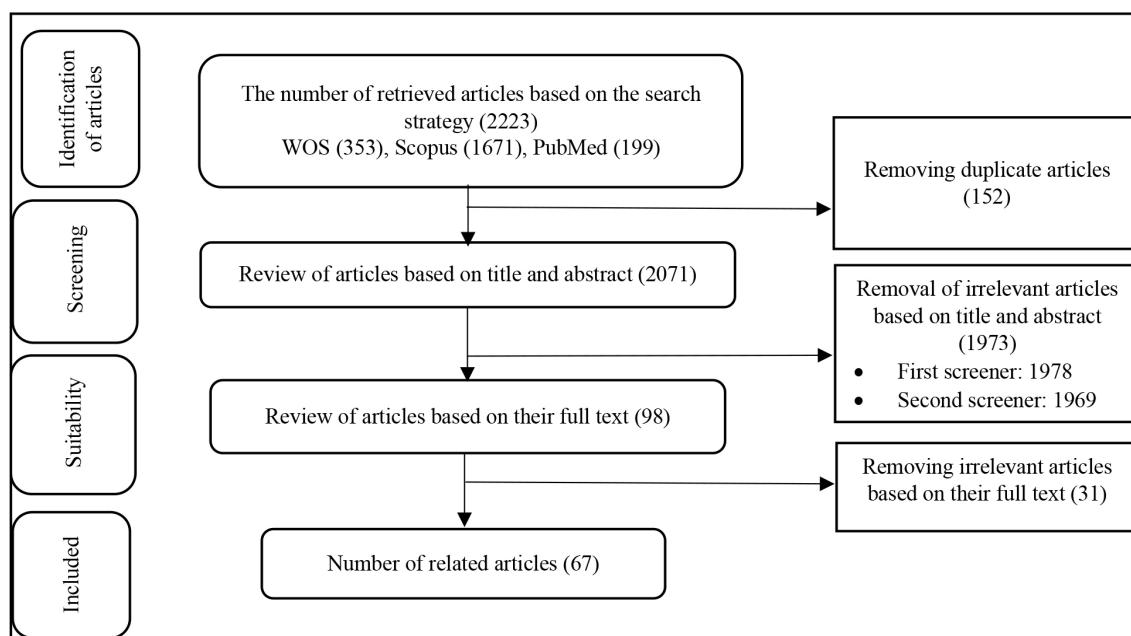 Identification
of articles
The number of retrieved articles based on the search
strategy (2223)
WOS (353), Scopus (1671), PubMed (199)
Removing duplicate articles
(152)
Screening
Review of articles based on title and abstract (2071)
Removal of irrelevant articles
based on title and abstract
(1973)
• First screener: 1978
• Second screener: 1969
Suitability
Review of articles based on their full text (98)
Removing irrelevant articles
based on their full text (31)
Included
Number of related articles (67)